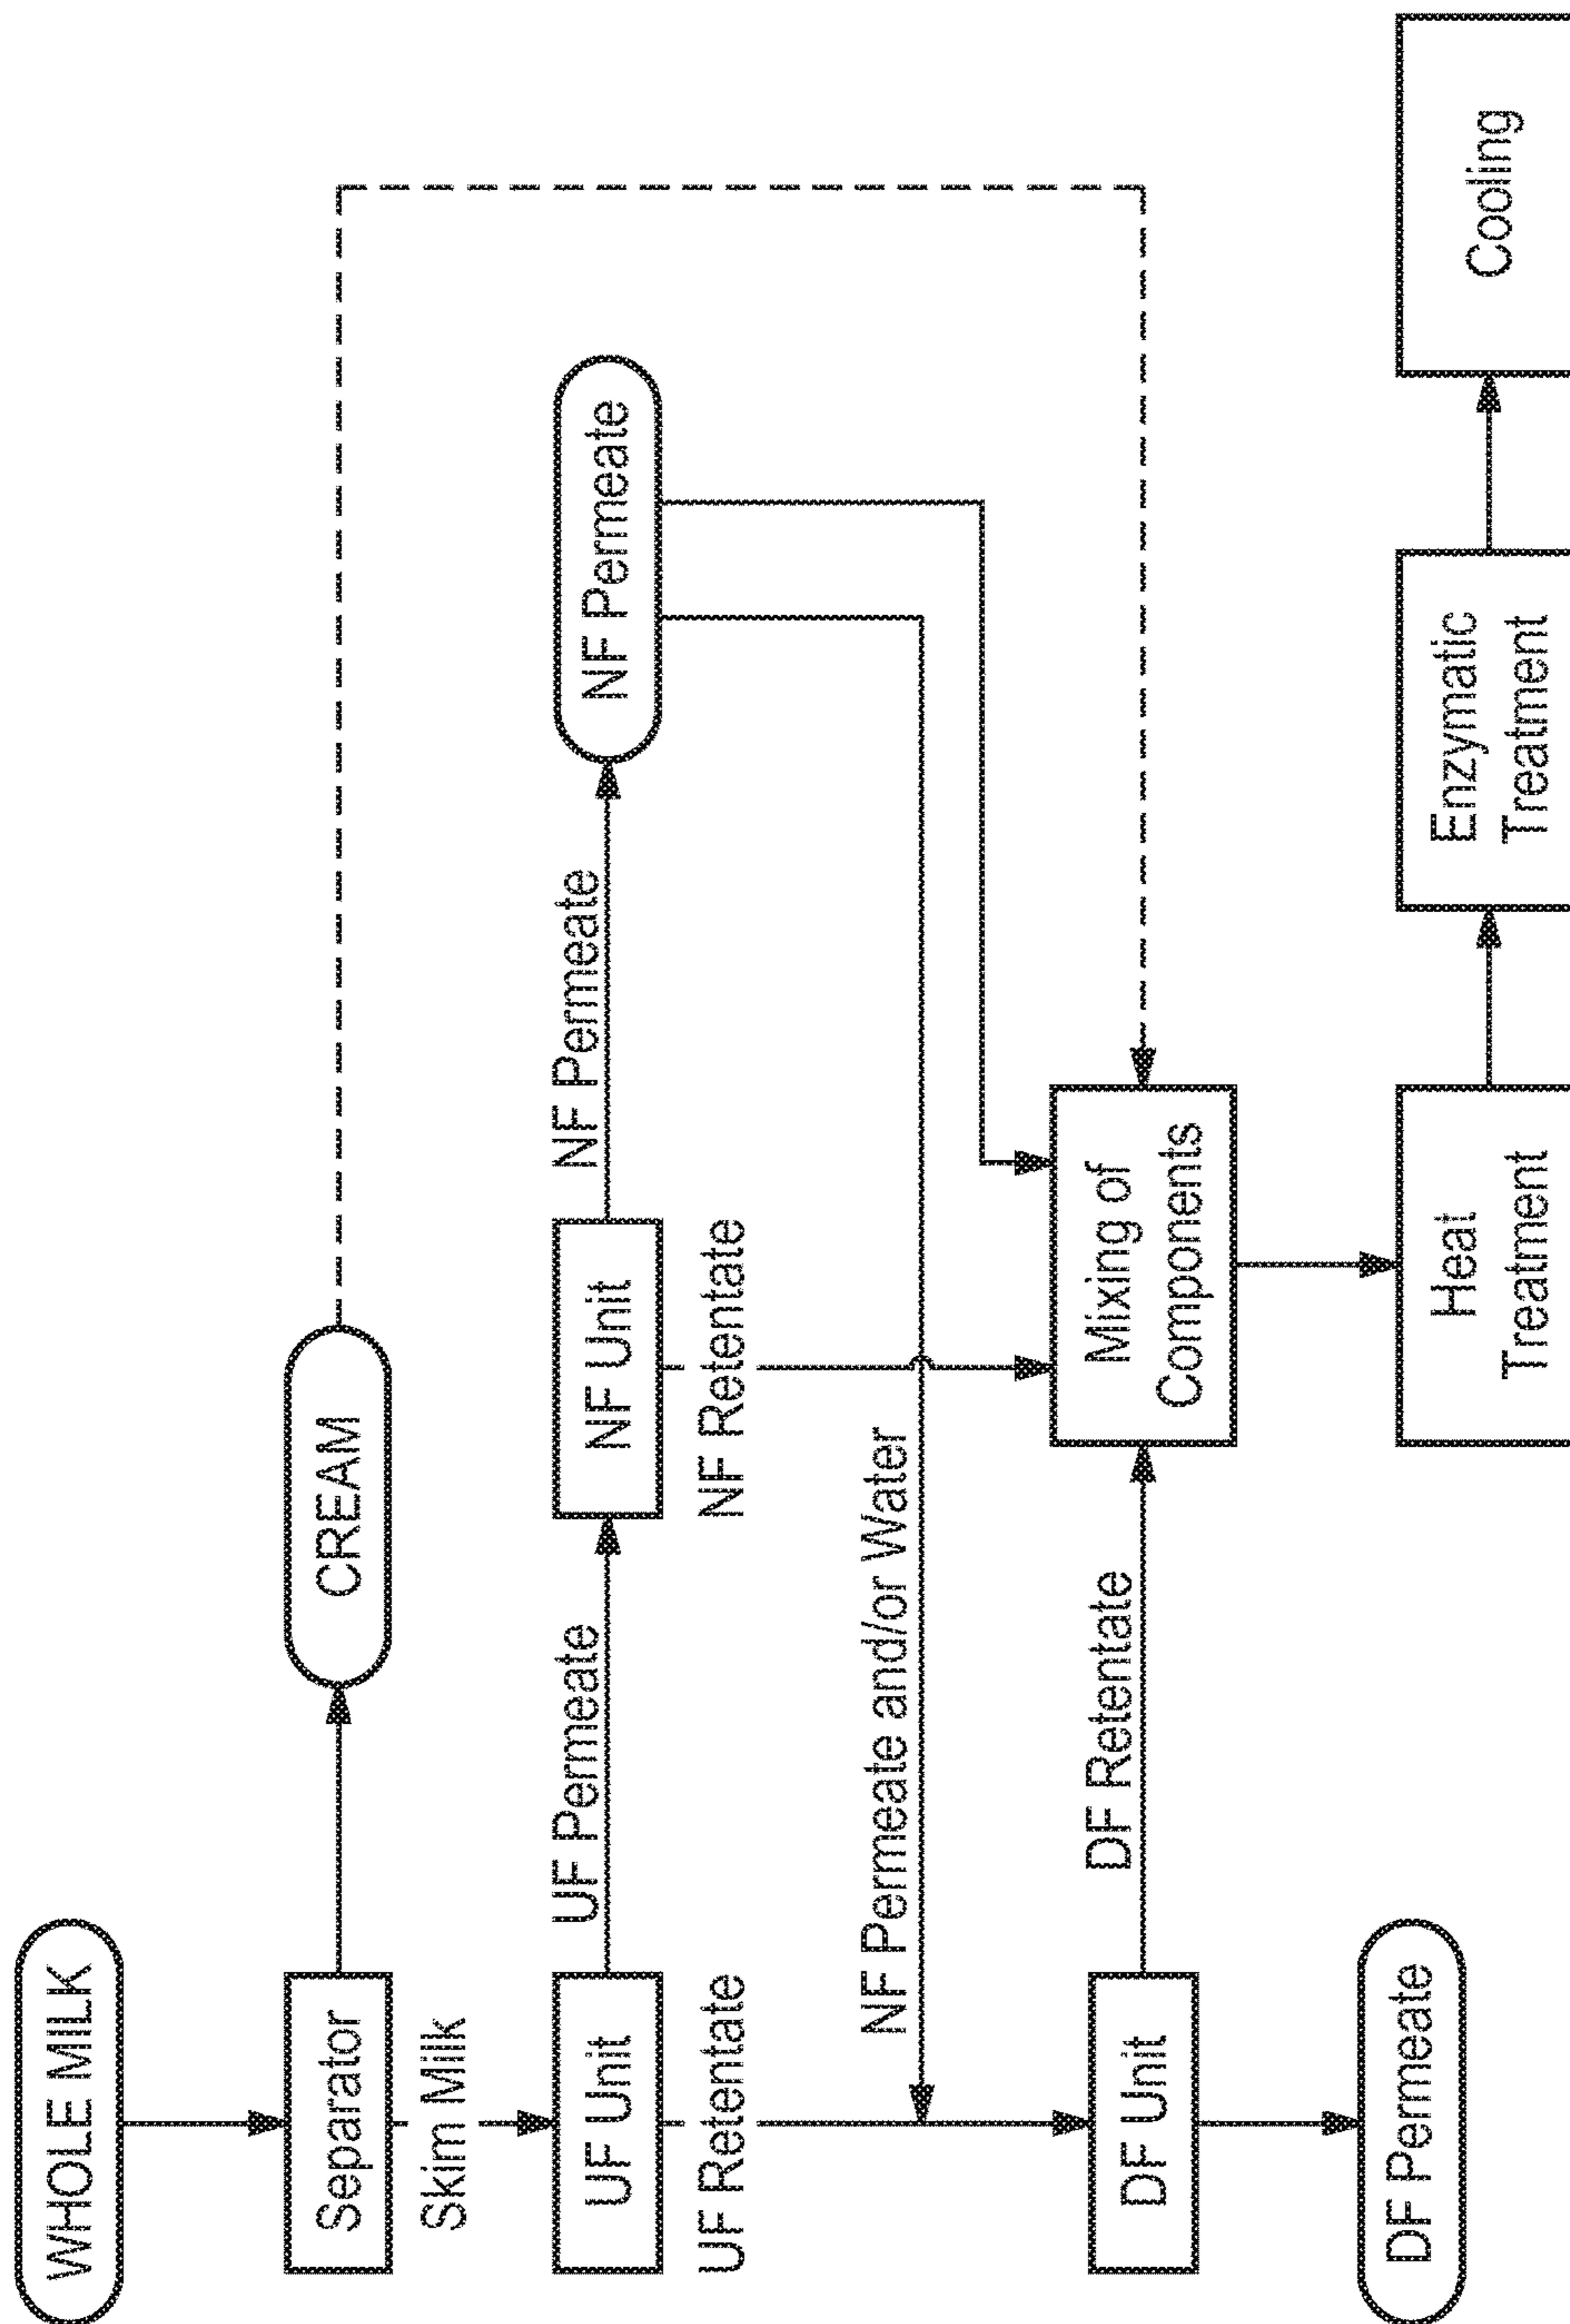 WHOLE MILK
Separator
CREAM
Skim Milk
UF Unit
UF Permeate
NF Unit
NF Permeate
NF Permeate
UF Retentate
NF Retentate
NF Permeate and/or Water
DF Unit
DF Retentate
Mixing of
Components
DF Permeate
Heat
Treatment
Enzymatic
Treatment
Cooling